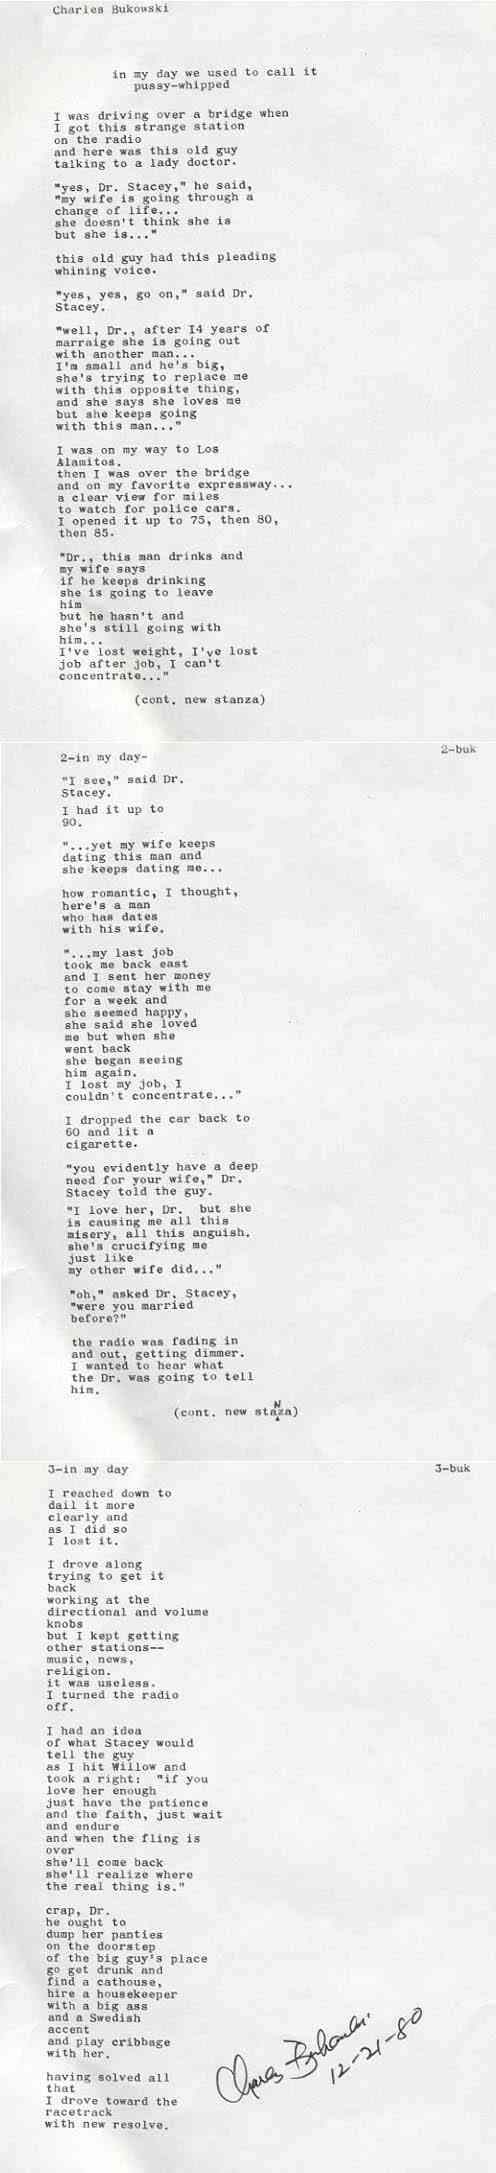 Charles Bukowski
in my day we used to call it
pussy-whipped
I was driving over a bridge when
I got this strange station
on the radio
and here was this old guy
talking to a lady doctor.
"yes, Dr. Stacey," he said,
"my wife is going through a
change of life...
she doesn't think she is
but she is..."
this old guy had this pleading
whining voice.
"yes, yes, go on," said Dr.
Stacey.
"well, Dr., after I4 years of
marraige she is going out
with another man...
I'm small and he's big,
she's trying to replace me
with this opposite thing,
and she says she loves me
but she keeps going
with this man..."
I was on my way to Los
Alamitos.
then I was over the bridge
and on my favorite expressway...
a clear view for miles
to watch for police cars.
I opened it up to 75, then 80,
then 85.
"Dr., this man drinks and
my wife says
if he keeps drinking
she is going to leave
him
but he hasn't and
she's still going with
him...
I've lost weight, I've lost
job after job, I can't
concentrate..."
(cont. new stanza)
2-in my day-
2-buk
"I see," said Dr.
Stacey.
I had it up to
90.
"...yet my wife keeps
dating this man and
she keeps dating me...
how romantic, I thought,
here's a man
who has dates
with his wife.
"...my last job
took me back east
and I sent her money
to come stay with me
for a week and
she seemed happy,
she said she loved
me but when she
went back
she began seeing
him again.
I lost my job, I
couldn't concentrate..."
I dropped the car back to
60 and lit a
cigarette.
"you evidently have a deep
need for your wife," Dr.
Stacey told the guy.
"I love her, Dr.  but she
is causing me all this
misery, all this anguish.
she's crucifying me
just like
my other wife did..."
"oh," asked Dr. Stacey,
"were you married
before?"
the radio was fading in
and out, getting dimmer.
I wanted to hear what
the Dr. was going to tell
him.
N
(cont. new staza)
3-in my day
3-buk
I reached down to
dail it more
clearly and
as I did so
I lost it.
I drove along
trying to get it
back
working at the
directional and volume
knobs
but I kept getting
other stations--
music, news,
religion.
it was useless.
I turned the radio
off.
I had an idea
of what Stacey would
tell the guy
as I hit Willow and
took a right:  "if you
love her enough
just have the patience
and the faith, just wait
and endure
and when the fling is
over
she'll come back
she'll realize where
the real thing is."
crap, Dr.
he ought to
dump her panties
on the doorstep
of the big guy's place
go get drunk and
find a cathouse,
hire a housekeeper
with a big ass
and a Swedish
accent
and play cribbage
with her.
having solved all
that
I drove toward the
racetrack
with new resolve.
Charles Bukowski
12-21-80